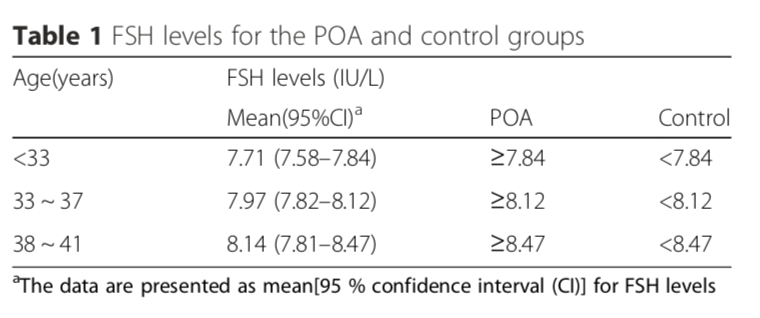 Table 1 FSH levels for the POA and control groups
Age(years) FSH levels (IU/L)
Mean(95%CI)ª POA Control
<33 7.71 (7.58–7.84) ≥7.84 <7.84
33 ~ 37 7.97 (7.82–8.12) ≥8.12 <8.12
38 ~ 41 8.14 (7.81–8.47) ≥8.47 <8.47
ªThe data are presented as mean[95 % confidence interval (CI)] for FSH levels